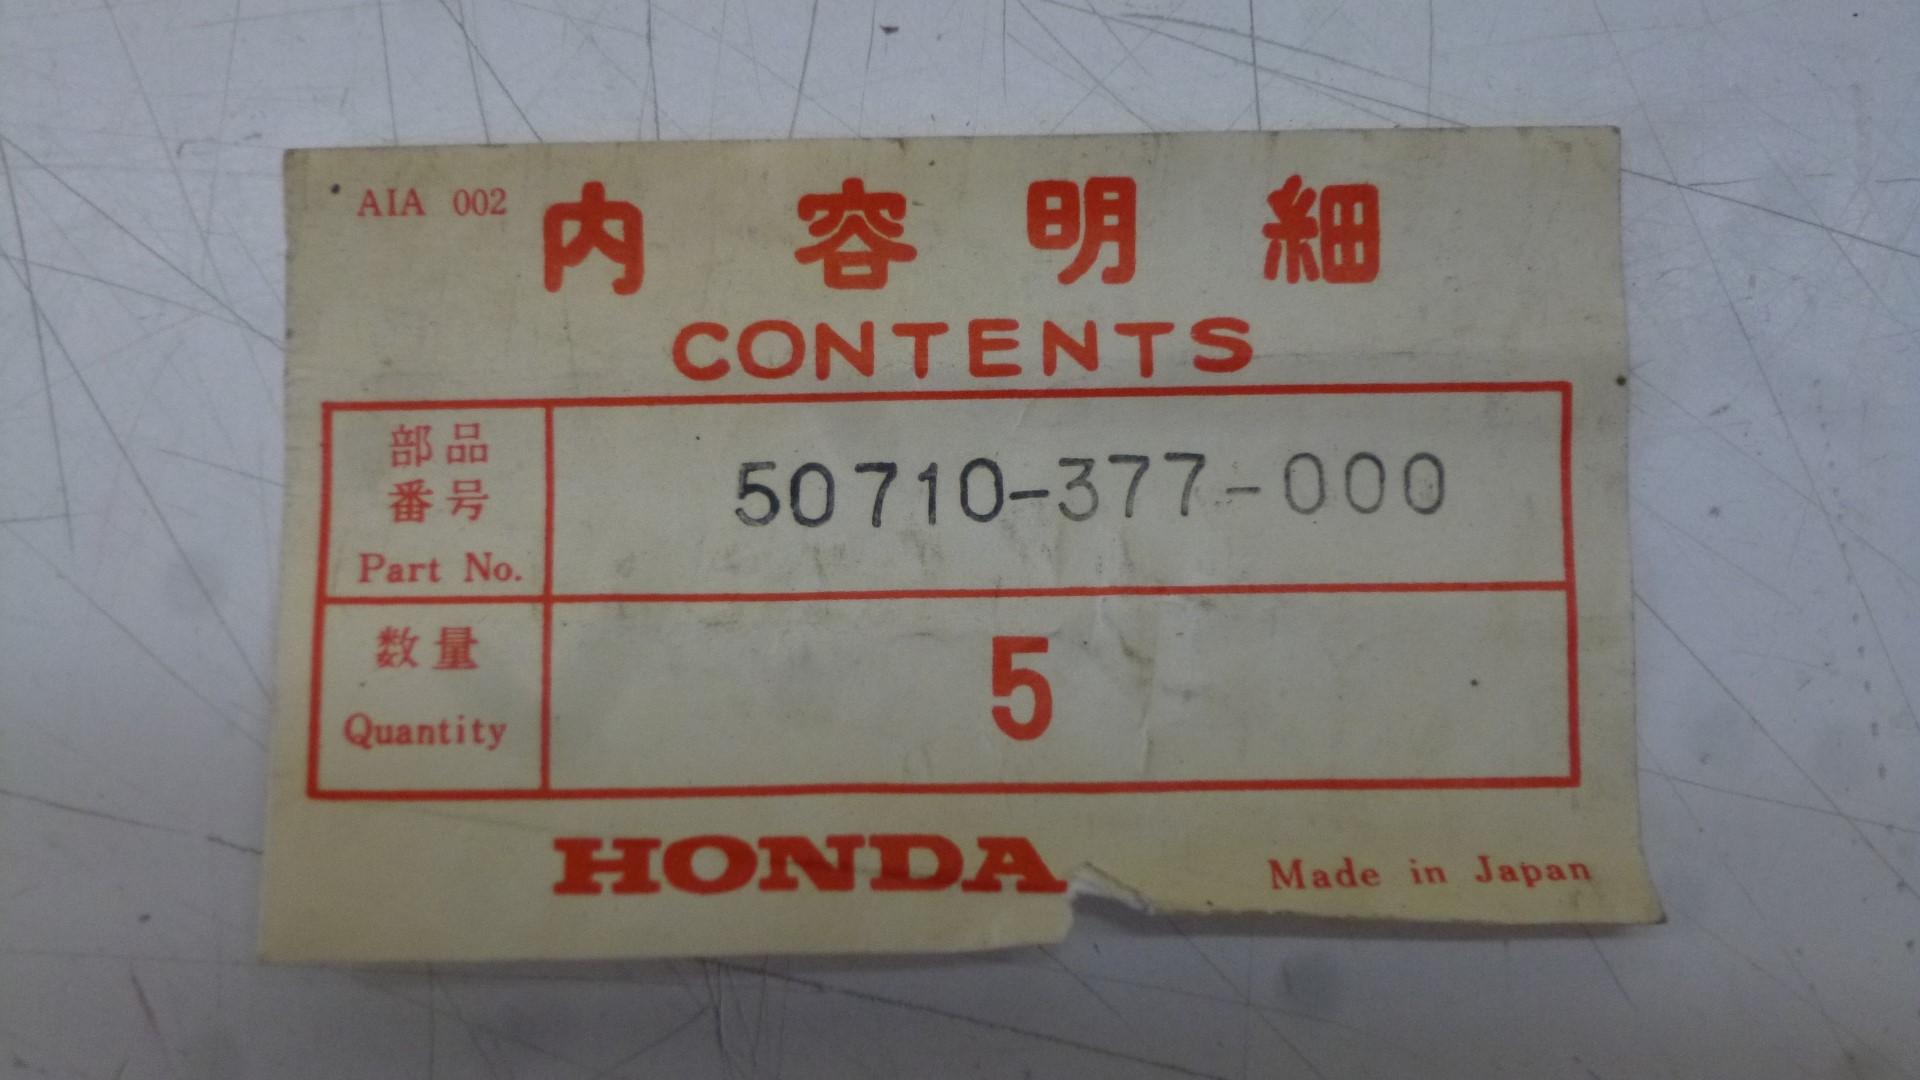 AIA 002
内容明細
CONTENTS
部品
番号
Part No.
50710-377-000
数量
Quantity
5
HONDA
Made in Japan